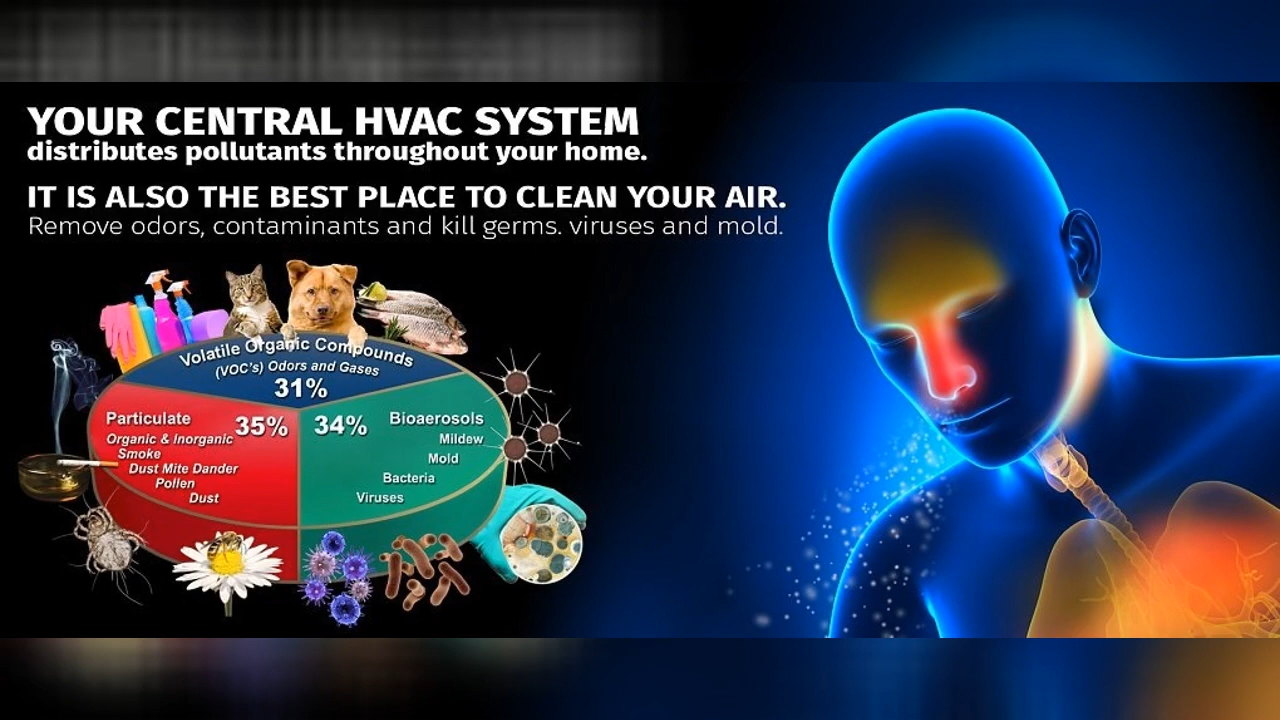 YOUR CENTRAL HVAC SYSTEM
distributes pollutants throughout your home.
IT IS ALSO THE BEST PLACE TO CLEAN YOUR AIR.
Remove odors, contaminants and kill germs. viruses and mold.
Volatile Organic Compounds
(VOC's) Odors and Gases
31%
Particulate
35%
Organic & Inorganic
Smoke
Dust Mite Dander
Pollen
Dust
34%
Bioaerosols
Mildew
Mold
Bacteria
Viruses